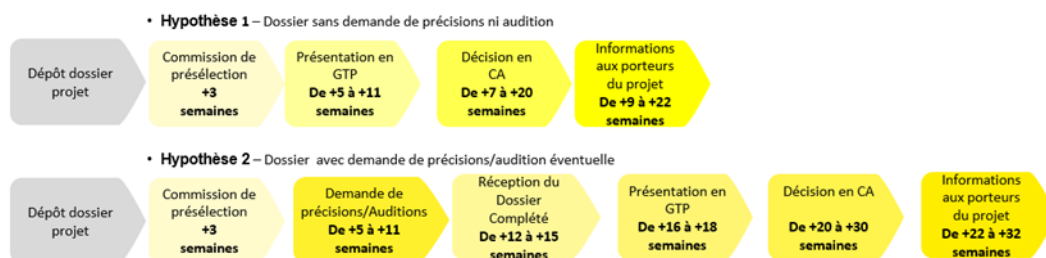 • Hypothèse 1 – Dossier sans demande de précisions ni audition
Dépôt dossier
projet
Commission de
présélection
+3
semaines
Présentation en
GTP
De +5 à +11
semaines
Décision en
CA
De +7 à +20
semaines
Informations
aux porteurs
du projet
De +9 à +22
semaines
• Hypothèse 2 – Dossier avec demande de précisions/audition éventuelle
Dépôt dossier
projet
Commission de
présélection
+3
semaines
Demande de
précisions/Auditions
De +5 à +11
semaines
Réception du
Dossier
Complété
De +12 à +15
semaines
Présentation en
GTP
De +16 à +18
semaines
Décision en CA
De +20 à +30
semaines
Informations
aux porteurs
du projet
De +22 à +32
semaines